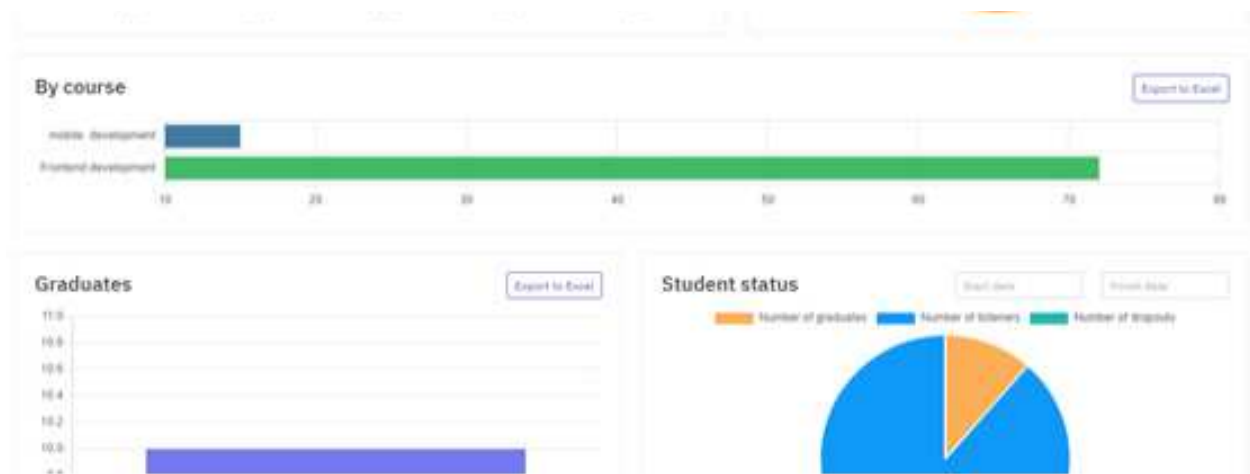 By course
Export to Excel
mobile development
Frontend development
10 20 30 40 50 60 70 80
Graduates
Export to Excel
11.0
10.8
10.6
10.4
10.2
10.0
9.8
Student status
Start date
Finish date
Number of graduates Number of listeners Number of dropouts